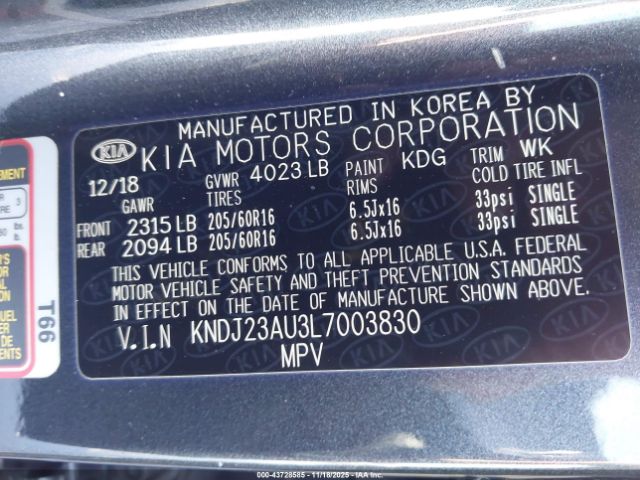 MANUFACTURED IN KOREA BY
KIA KIA MOTORS CORPORATION
12/18 GVWR 4023 LB PAINT KDG TRIM WK
GAWR TIRES RIMS COLD TIRE INFL
FRONT 2315 LB 205/60R16 6.5Jx16 33psi SINGLE
REAR 2094 LB 205/60R16 6.5Jx16 33psi SINGLE
THIS VEHICLE CONFORMS TO ALL APPLICABLE U.S.A. FEDERAL
MOTOR VEHICLE SAFETY AND THEFT PREVENTION STANDARDS
IN EFFECT ON THE DATE OF MANUFACTURE SHOWN ABOVE.
V.I.N KNDJ23AU3L7003830
MPV
T66
000-43728585 - 11/18/2025 - IAAI.COM